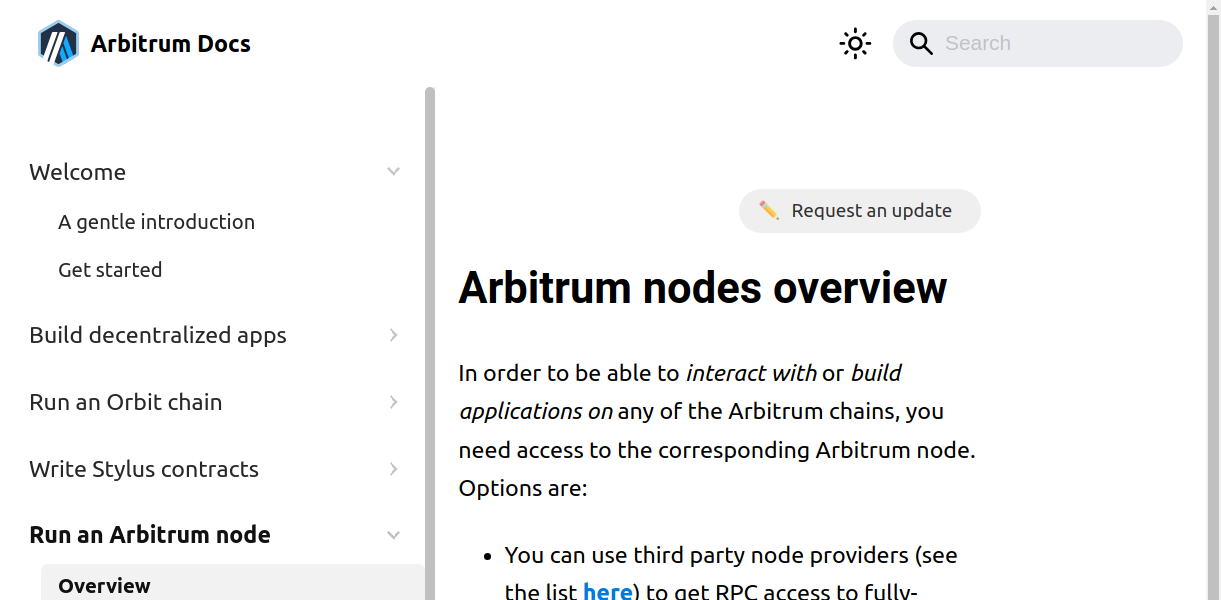 Arbitrum Docs
Search
Welcome
A gentle introduction
Get started
Build decentralized apps
Run an Orbit chain
Write Stylus contracts
Run an Arbitrum node
Overview
Request an update
Arbitrum nodes overview
In order to be able to interact with or build
applications on any of the Arbitrum chains, you
need access to the corresponding Arbitrum node.
Options are:
• You can use third party node providers (see
the list here) to get RPC access to fully-